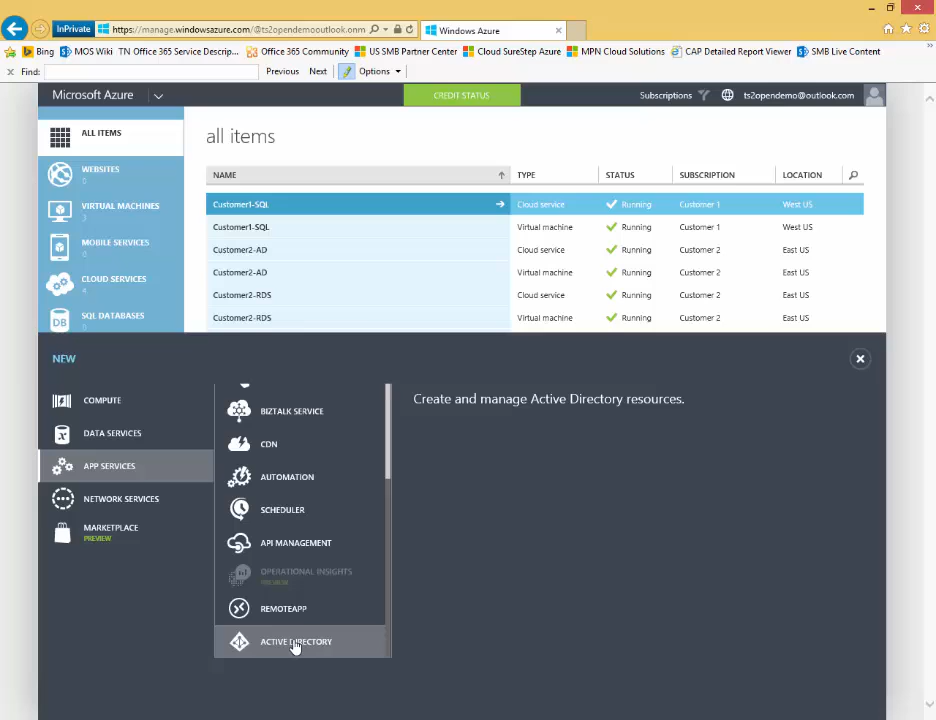 InPrivate
https://manage.windowsazure.com/@ts2opendemooutlook.onm
Windows Azure
Bing
MOS Wiki
TN Office 365 Service Descrip...
Office 365 Community
US SMB Partner Center
Cloud SureStep Azure
MPN Cloud Solutions
CAP Detailed Report Viewer
SMB Live Content
Find:
Previous
Next
Options
Microsoft Azure
CREDIT STATUS
Subscriptions
ts2opendemo@outlook.com
ALL ITEMS
WEBSITES
0
VIRTUAL MACHINES
3
MOBILE SERVICES
0
CLOUD SERVICES
4
SQL DATABASES
DB
all items
NAME TYPE STATUS SUBSCRIPTION LOCATION
Customer1-SQL Cloud service Running Customer 1 West US
Customer1-SQL Virtual machine Running Customer 1 West US
Customer2-AD Cloud service Running Customer 2 East US
Customer2-AD Virtual machine Running Customer 2 East US
Customer2-RDS Cloud service Running Customer 2 East US
Customer2-RDS Virtual machine Running Customer 2 East US
NEW
COMPUTE
DATA SERVICES
APP SERVICES
NETWORK SERVICES
MARKETPLACE
PREVIEW
BIZTALK SERVICE
CDN
AUTOMATION
SCHEDULER
API MANAGEMENT
OPERATIONAL INSIGHTS
PREVIEW
REMOTEAPP
ACTIVE DIRECTORY
Create and manage Active Directory resources.